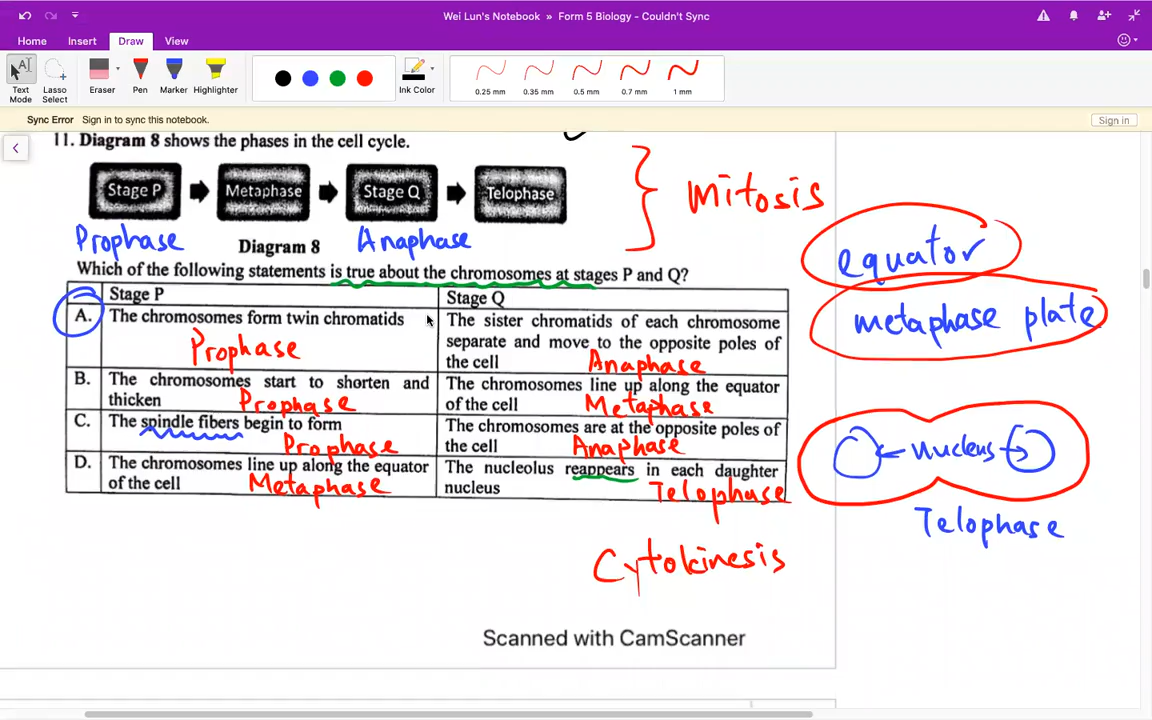 Wei Lun's Notebook » Form 5 Biology - Couldn't Sync
Home Insert Draw View
Text Mode
Lasso Select
Eraser
Pen
Marker
Highlighter
Ink Color
0.25 mm 0.35 mm 0.5 mm 0.7 mm 1 mm
Sync Error Sign in to sync this notebook. Sign in
11. Diagram 8 shows the phases in the cell cycle.
Stage P Metaphase Stage Q Telophase
mitosis
Prophase Anaphase
Diagram 8
equator
metaphase plate
Which of the following statements is true about the chromosomes at stages P and Q?
Stage P Stage Q
A. The chromosomes form twin chromatids
Prophase
The sister chromatids of each chromosome
separate and move to the opposite poles of
the cell Anaphase
B. The chromosomes start to shorten and
thicken Prophase
The chromosomes line up along the equator
of the cell Metaphase
C. The spindle fibers begin to form
Prophase
The chromosomes are at the opposite poles of
the cell Anaphase
D. The chromosomes line up along the equator
of the cell Metaphase
The nucleolus reappears in each daughter
nucleus Telophase
nucleus
Telophase
Cytokinesis
Scanned with CamScanner